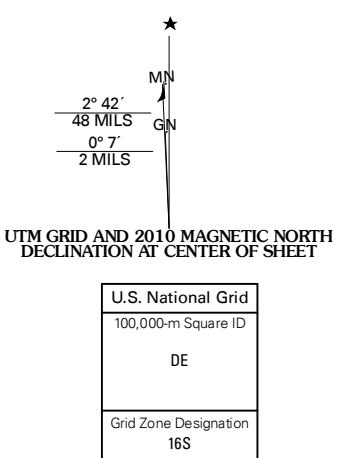 MN
2° 42´
48 MILS
GN
0° 7´
2 MILS
UTM GRID AND 2010 MAGNETIC NORTH
DECLINATION AT CENTER OF SHEET
U.S. National Grid
100,000-m Square ID
DE
Grid Zone Designation
16S